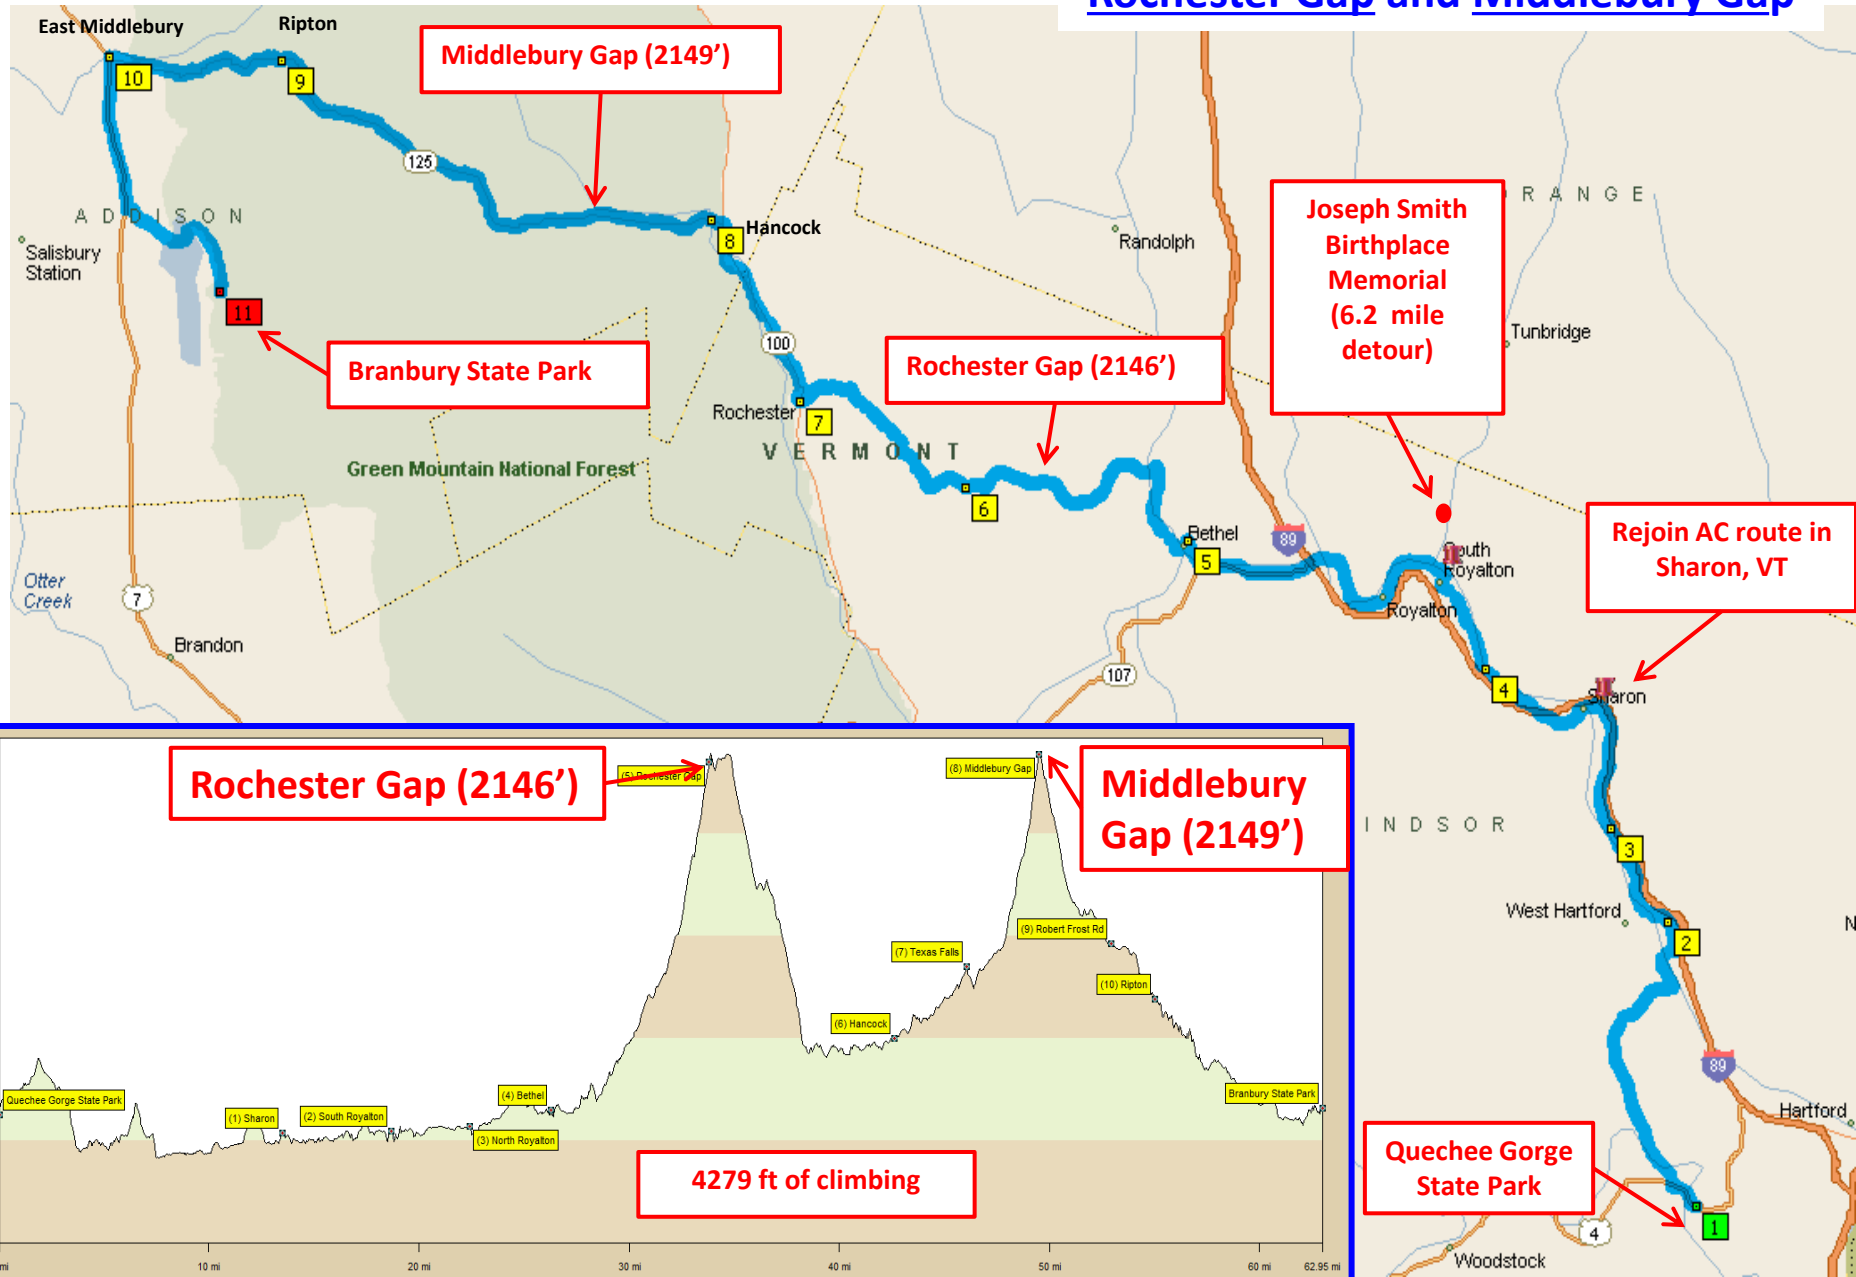 Rochester Gap and Middlebury Gap
East Middlebury
Ripton
Middlebury Gap (2149')
10
9
125
ADDISON
Salisbury
Station
11
Branbury State Park
8
Hancock
100
Rochester
7
VERMONT
Rochester Gap (2146')
Green Mountain National Forest
6
Randolph
Joseph Smith
Birthplace
Memorial
(6.2 mile
detour)
RANGE
Tunbridge
Bethel
5
89
South
Royalton
Royalton
Rejoin AC route in
Sharon, VT
Otter
Creek
7
Brandon
107
4
Sharon
INDSOR
3
West Hartford
N
2
89
Hartford
Quechee Gorge
State Park
1
4
Woodstock
Rochester Gap (2146')
(5) Rochester Gap
(8) Middlebury Gap
Middlebury
Gap (2149')
(9) Robert Frost Rd
(7) Texas Falls
(10) Ripton
(6) Hancock
Quechee Gorge State Park
(1) Sharon
(2) South Royalton
(4) Bethel
(3) North Royalton
Branbury State Park
4279 ft of climbing
mi
10 mi
20 mi
30 mi
40 mi
50 mi
60 mi
62.95 mi